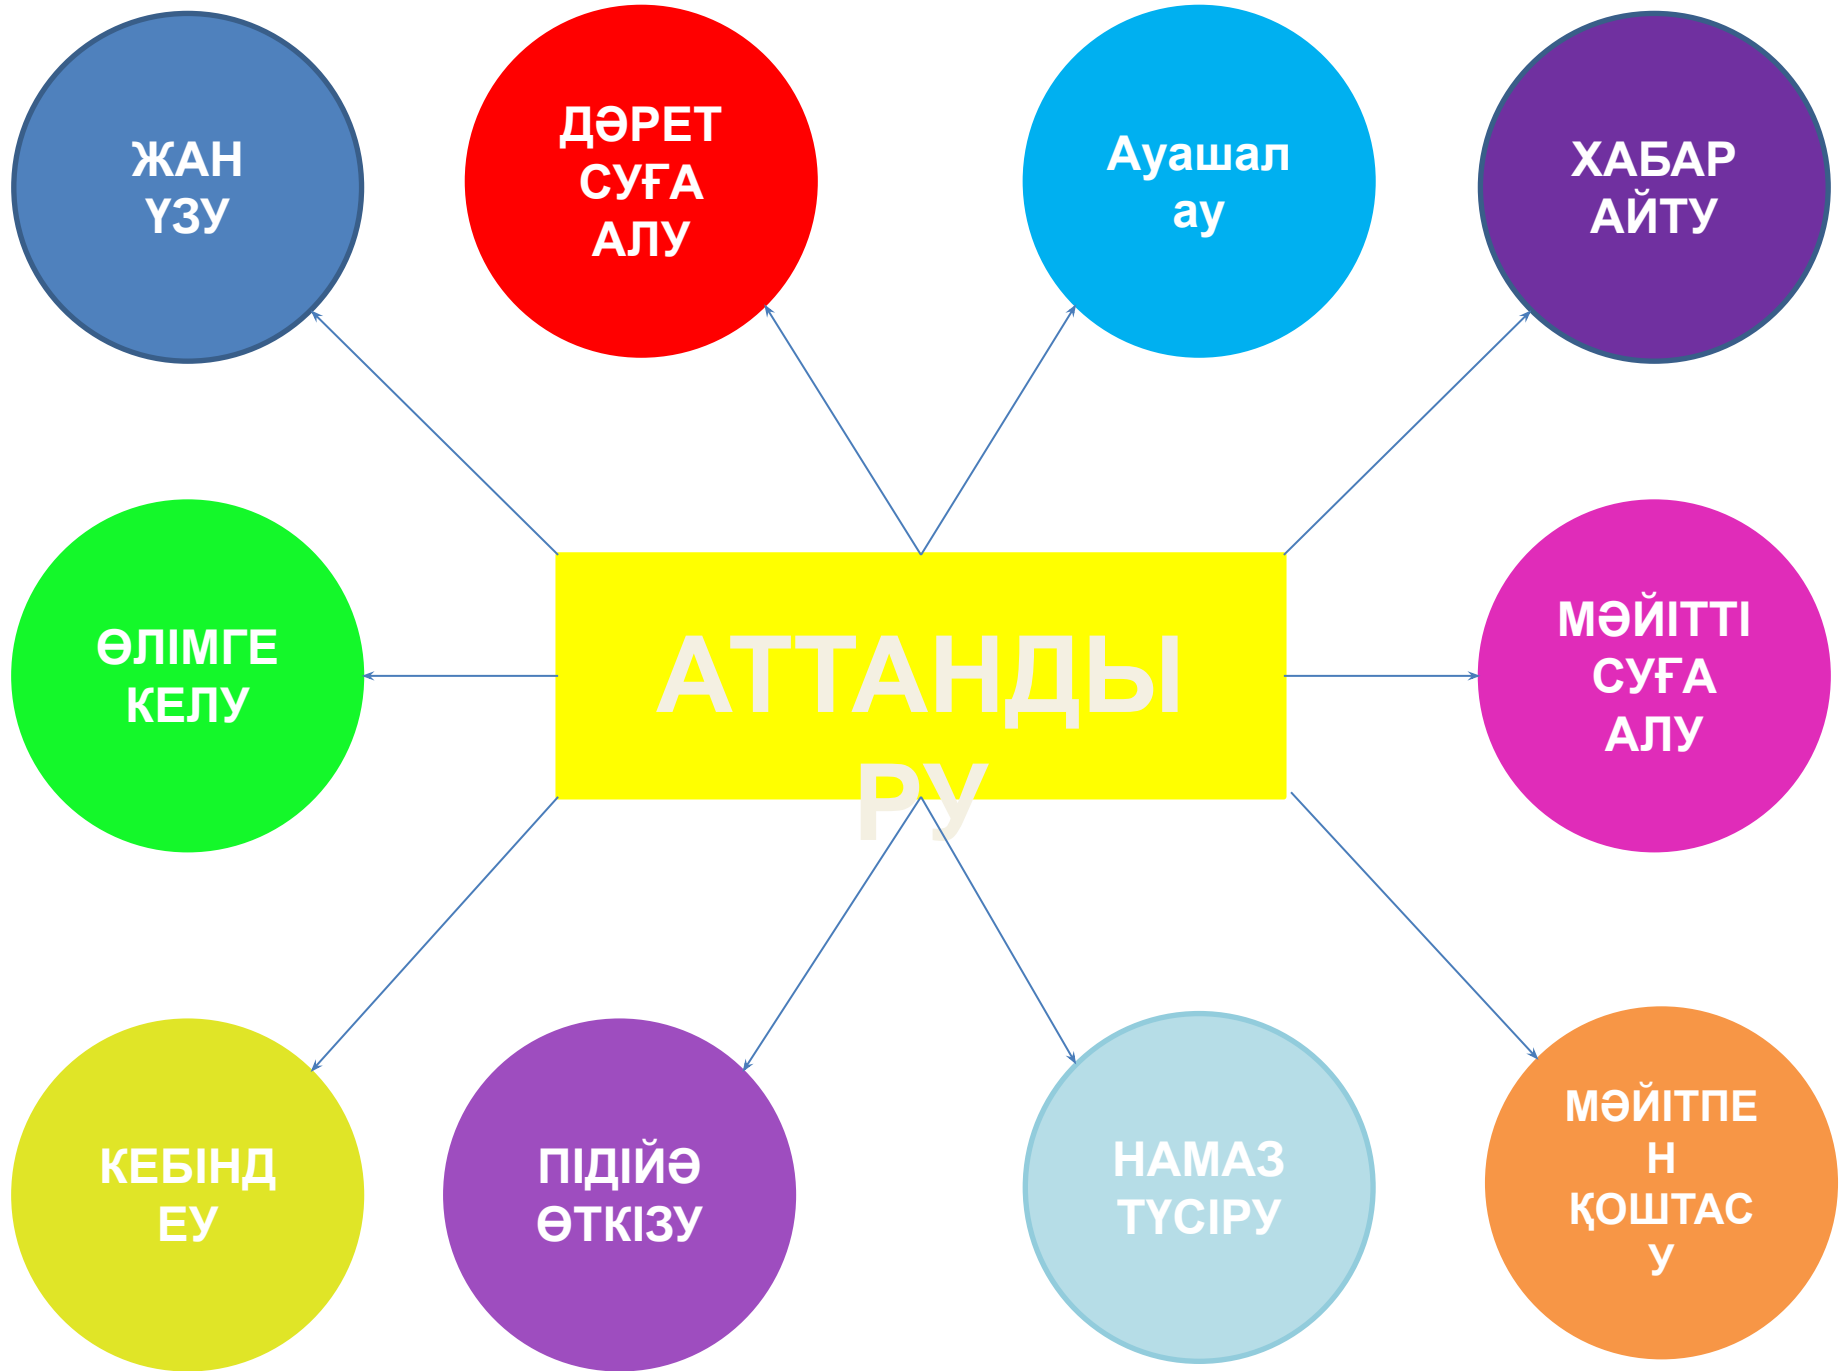 ЖАН
ҮЗУ
ДӘРЕТ
СУҒА
АЛУ
Ауашал
ау
ХАБАР
АЙТУ
ӨЛІМГЕ
КЕЛУ
АТТАНДЫ
РУ
МӘЙІТТІ
СУҒА
АЛУ
КЕБІНД
ЕУ
ПІДІЙӘ
ӨТКІЗУ
НАМАЗ
ТҮСІРУ
МӘЙІТПЕ
Н
ҚОШТАС
У